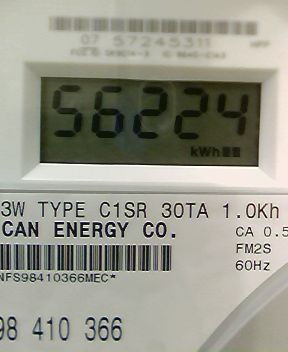 07 57245311
56224
kWh
3W TYPE C1SR 30TA 1.0Kh
CAN ENERGY CO.
CA 0.5
FM2S
60Hz
NFS98410366MEC*
98 410 366